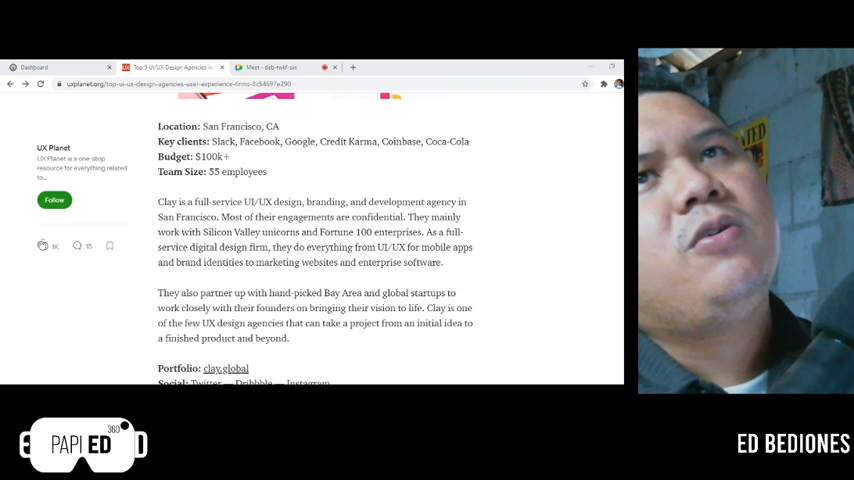 Dashboard
Top 5 UI/UX Design Agencies in
Meet - dab-rwkf-sxx
uxplanet.org/top-ui-ux-design-agencies-user-experience-firms-8c54697e290
Location: San Francisco, CA
Key clients: Slack, Facebook, Google, Credit Karma, Coinbase, Coca-Cola
Budget: $100k+
Team Size: 55 employees
UX Planet
UX Planet is a one-stop
resource for everything related
to...
Follow
1K
15
Clay is a full-service UI/UX design, branding, and development agency in
San Francisco. Most of their engagements are confidential. They mainly
work with Silicon Valley unicorns and Fortune 100 enterprises. As a full-
service digital design firm, they do everything from UI/UX for mobile apps
and brand identities to marketing websites and enterprise software.
They also partner up with hand-picked Bay Area and global startups to
work closely with their founders on bringing their vision to life. Clay is one
of the few UX design agencies that can take a project from an initial idea to
a finished product and beyond.
Portfolio: clay.global
Social: Twitter — Dribbble — Instagram
PAPI ED
360°
ED BEDIONES